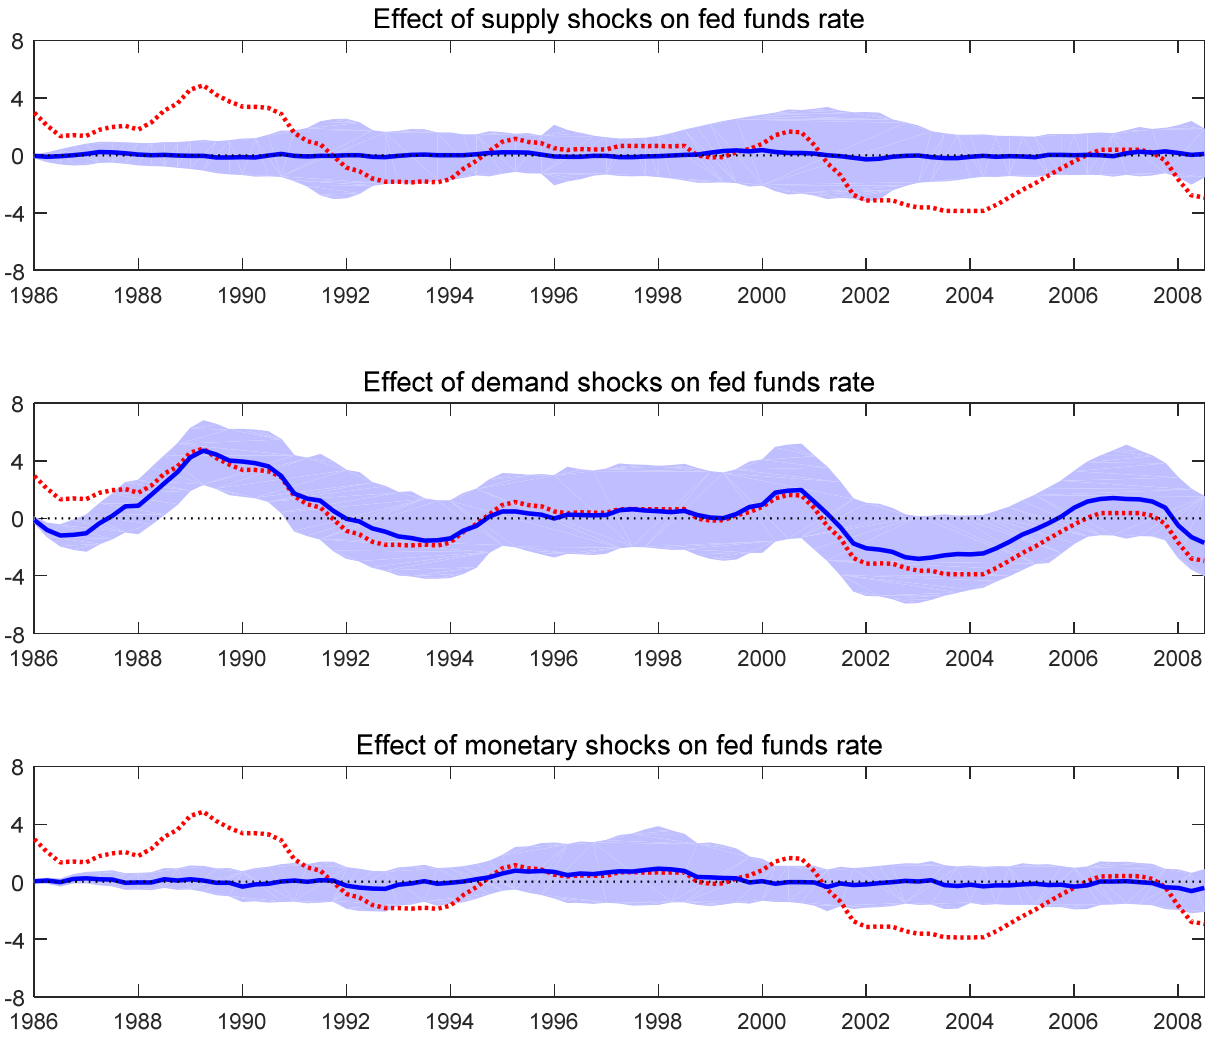 Effect of supply shocks on fed funds rate
8
4
0
-4
-8
1986 1988 1990 1992 1994 1996 1998 2000 2002 2004 2006 2008
Effect of demand shocks on fed funds rate
8
4
0
-4
-8
1986 1988 1990 1992 1994 1996 1998 2000 2002 2004 2006 2008
Effect of monetary shocks on fed funds rate
8
4
0
-4
-8
1986 1988 1990 1992 1994 1996 1998 2000 2002 2004 2006 2008